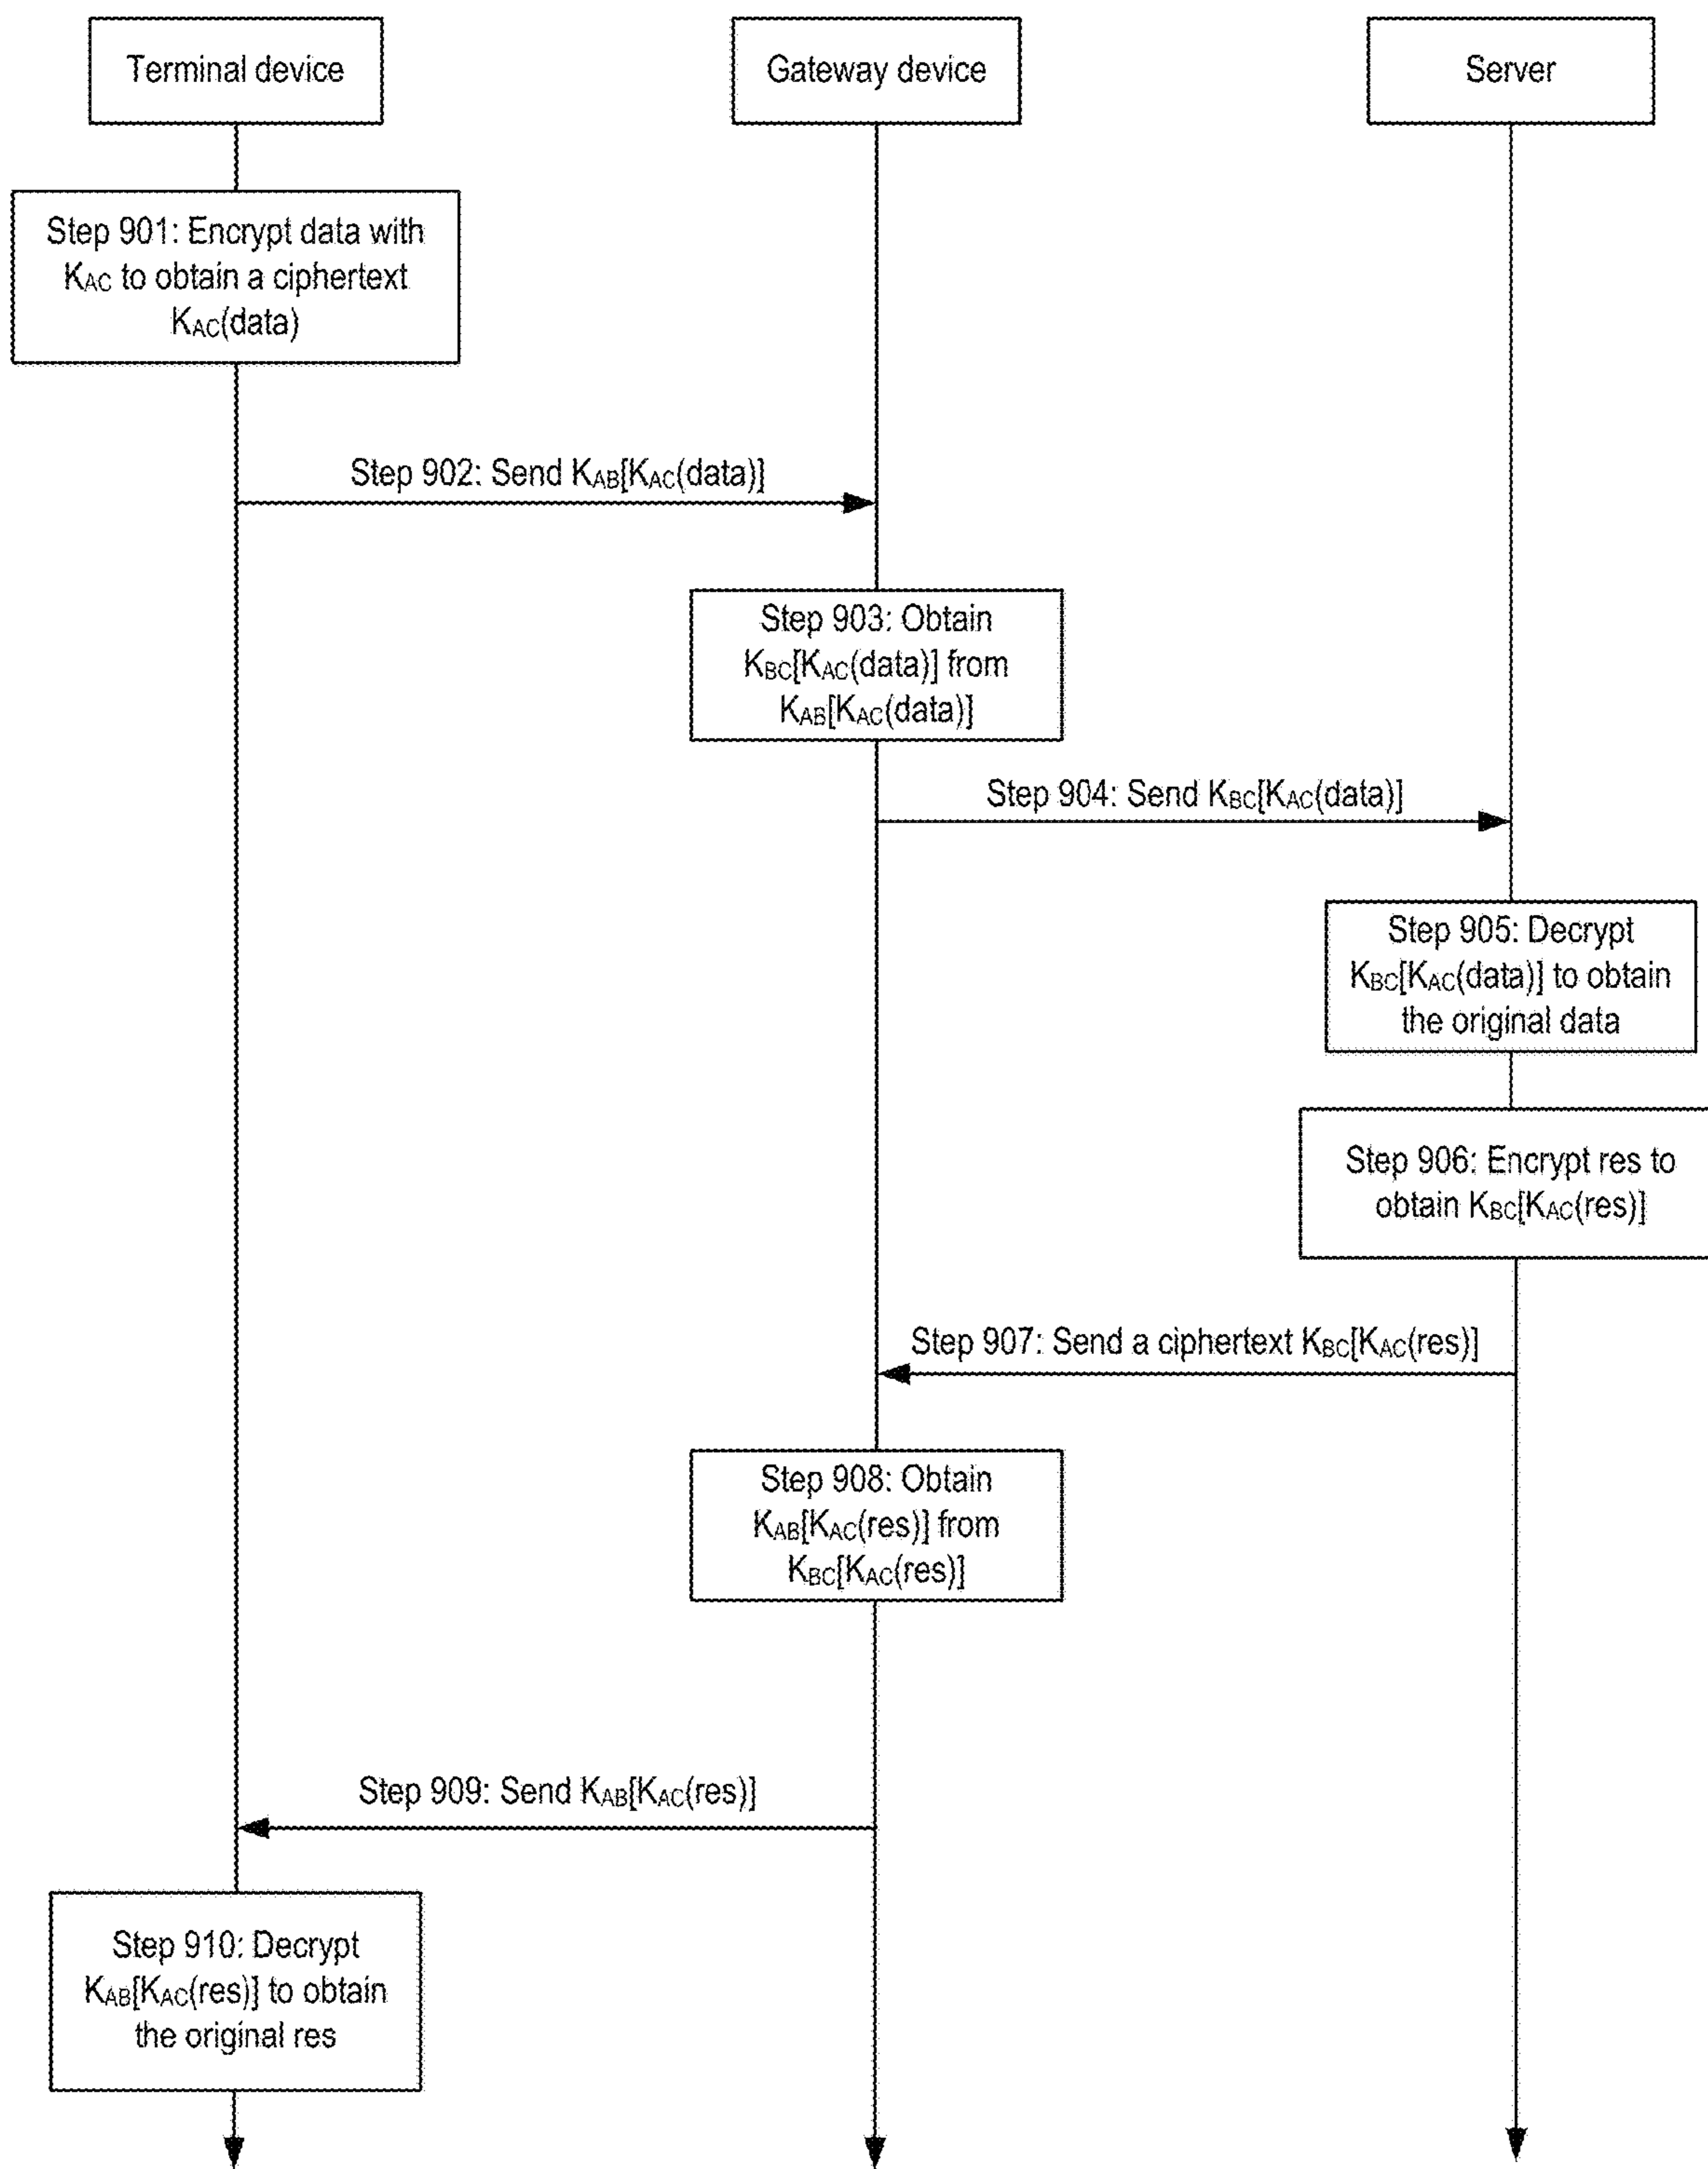 Terminal device
Gateway device
Server
Step 901: Encrypt data with
KAC to obtain a ciphertext
KAC(data)
Step 902: Send KAB[KAC(data)]
Step 903: Obtain
KBC[KAC(data)] from
KAB[KAC(data)]
Step 904: Send KBC[KAC(data)]
Step 905: Decrypt
KBC[KAC(data)] to obtain
the original data
Step 906: Encrypt res to
obtain KBC[KAC(res)]
Step 907: Send a ciphertext KBC[KAC(res)]
Step 908: Obtain
KAB[KAC(res)] from
KBC[KAC(res)]
Step 909: Send KAB[KAC(res)]
Step 910: Decrypt
KAB[KAC(res)] to obtain
the original res